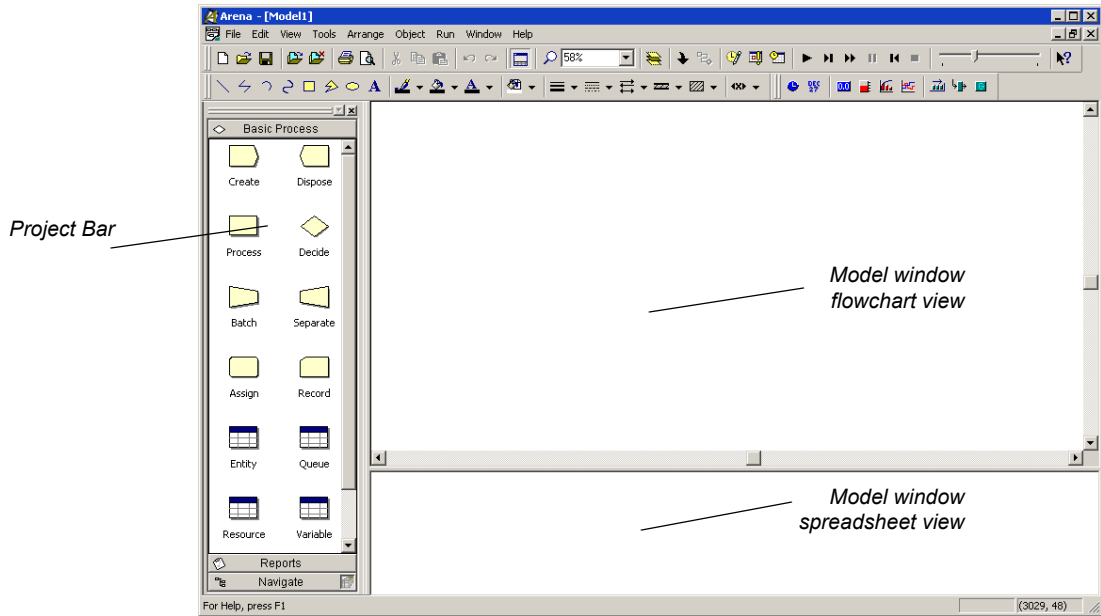 Arena - [Model1]
File Edit View Tools Arrange Object Run Window Help
58%
A
Basic Process
Create Dispose
Process Decide
Batch Separate
Assign Record
Entity Queue
Resource Variable
Reports
Navigate
For Help, press F1
(3029, 48)
Project Bar
Model window
flowchart view
Model window
spreadsheet view